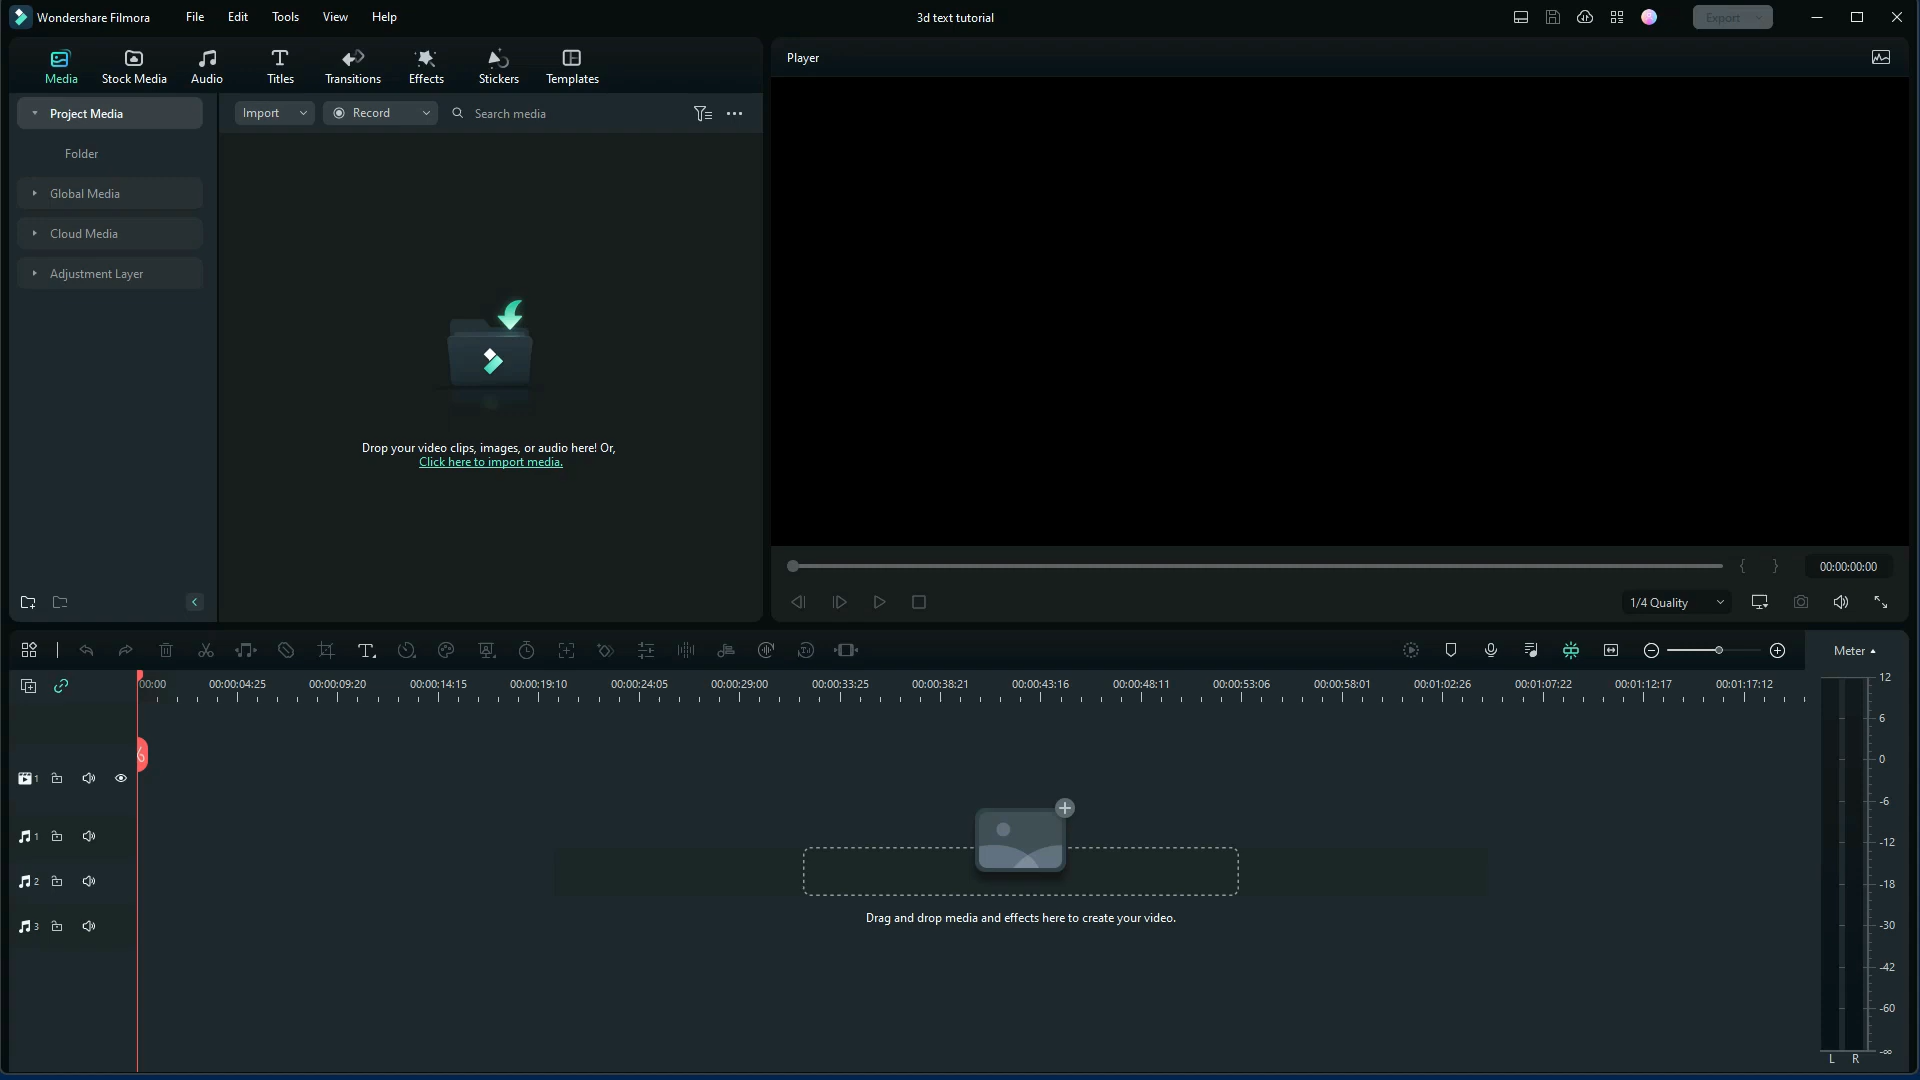 Wondershare Filmora
File Edit Tools View Help
3d text tutorial
Export
Media Stock Media Audio Titles Transitions Effects Stickers Templates
Player
Project Media
Import
Record
Search media
Folder
Global Media
Cloud Media
Adjustment Layer
Drop your video clips, images, or audio here! Or,
Click here to import media.
{ }
00:00:00:00
1/4 Quality
Meter
00:00 00:00:04:25 00:00:09:20 00:00:14:15 00:00:19:10 00:00:24:05 00:00:29:00 00:00:33:25 00:00:38:21 00:00:43:16 00:00:48:11 00:00:53:06 00:00:58:01 00:01:02:26 00:01:07:22 00:01:12:17 00:01:17:12
12
6
0
-6
-12
-18
-30
-42
-60
-∞
L R
1
1
2
3
Drag and drop media and effects here to create your video.